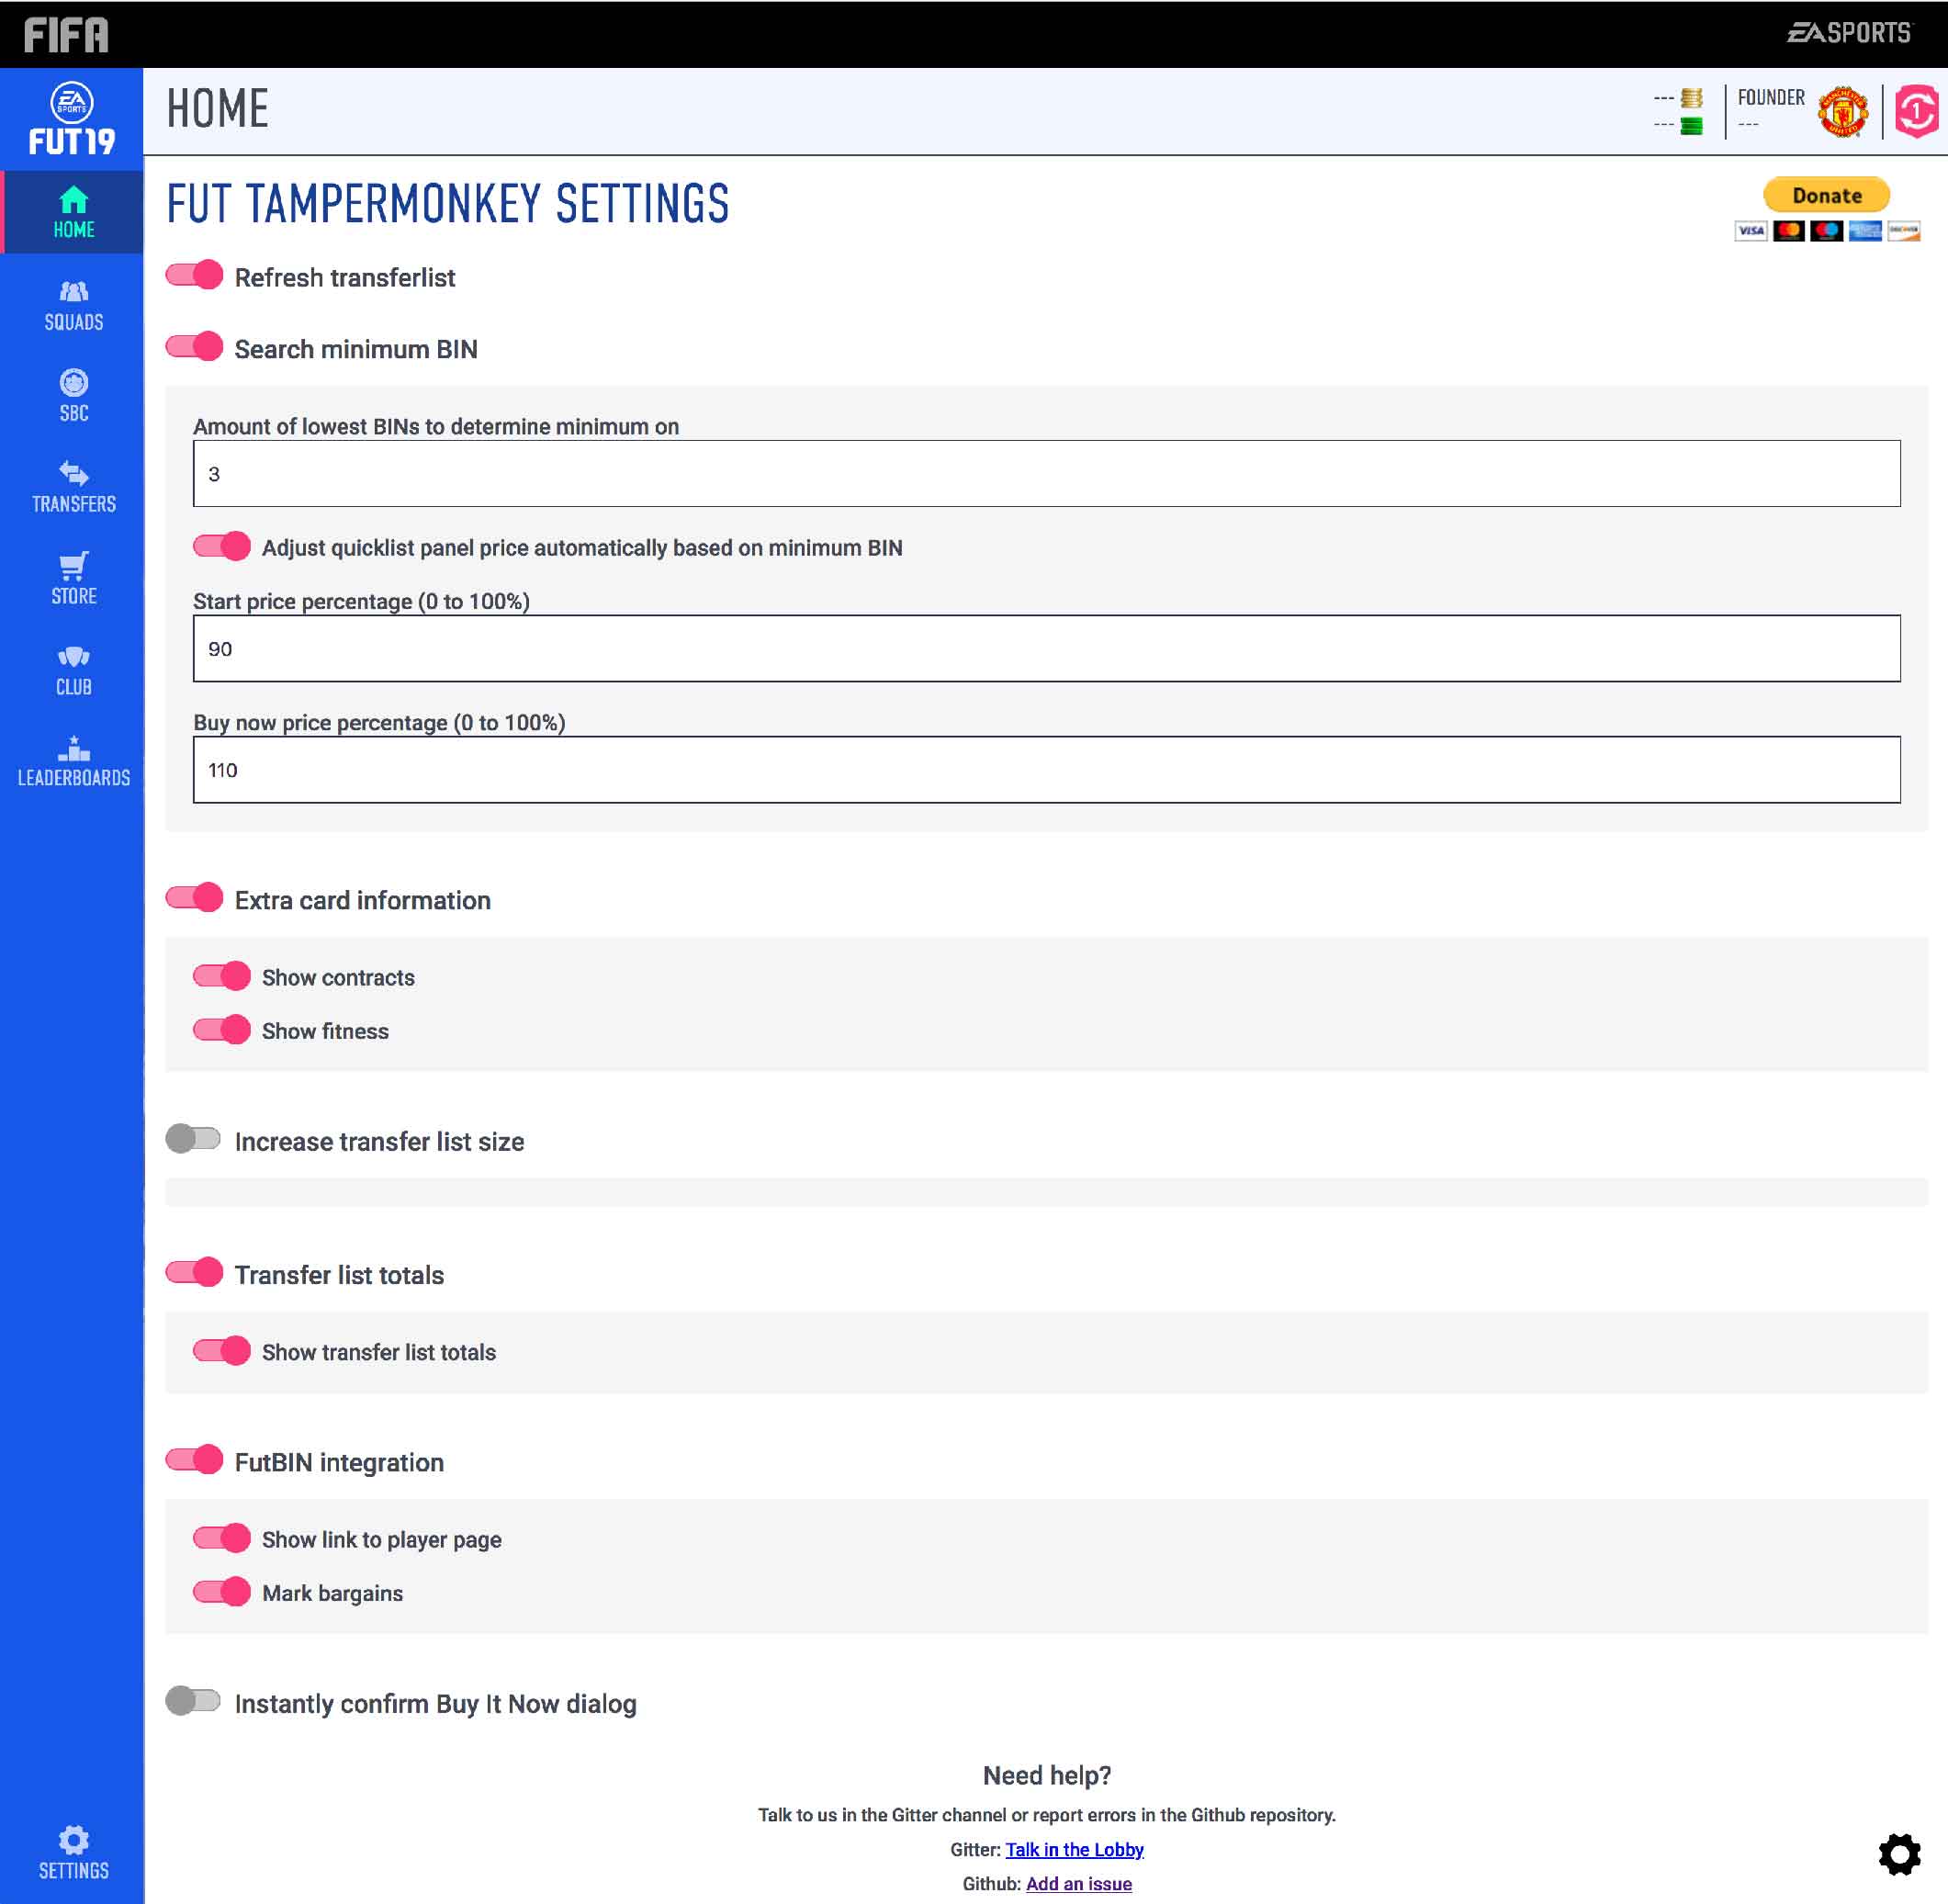 FIFA
EA SPORTS
EA SPORTS
FUT19
HOME
---
---
FOUNDER
---
1
HOME
SQUADS
SBC
TRANSFERS
STORE
CLUB
LEADERBOARDS
SETTINGS
FUT TAMPERMONKEY SETTINGS
Donate
VISA
DISCOVER
Refresh transferlist
Search minimum BIN
Amount of lowest BINs to determine minimum on
3
Adjust quicklist panel price automatically based on minimum BIN
Start price percentage (0 to 100%)
90
Buy now price percentage (0 to 100%)
110
Extra card information
Show contracts
Show fitness
Increase transfer list size
Transfer list totals
Show transfer list totals
FutBIN integration
Show link to player page
Mark bargains
Instantly confirm Buy It Now dialog
Need help?
Talk to us in the Gitter channel or report errors in the Github repository.
Gitter: Talk in the Lobby
Github: Add an issue